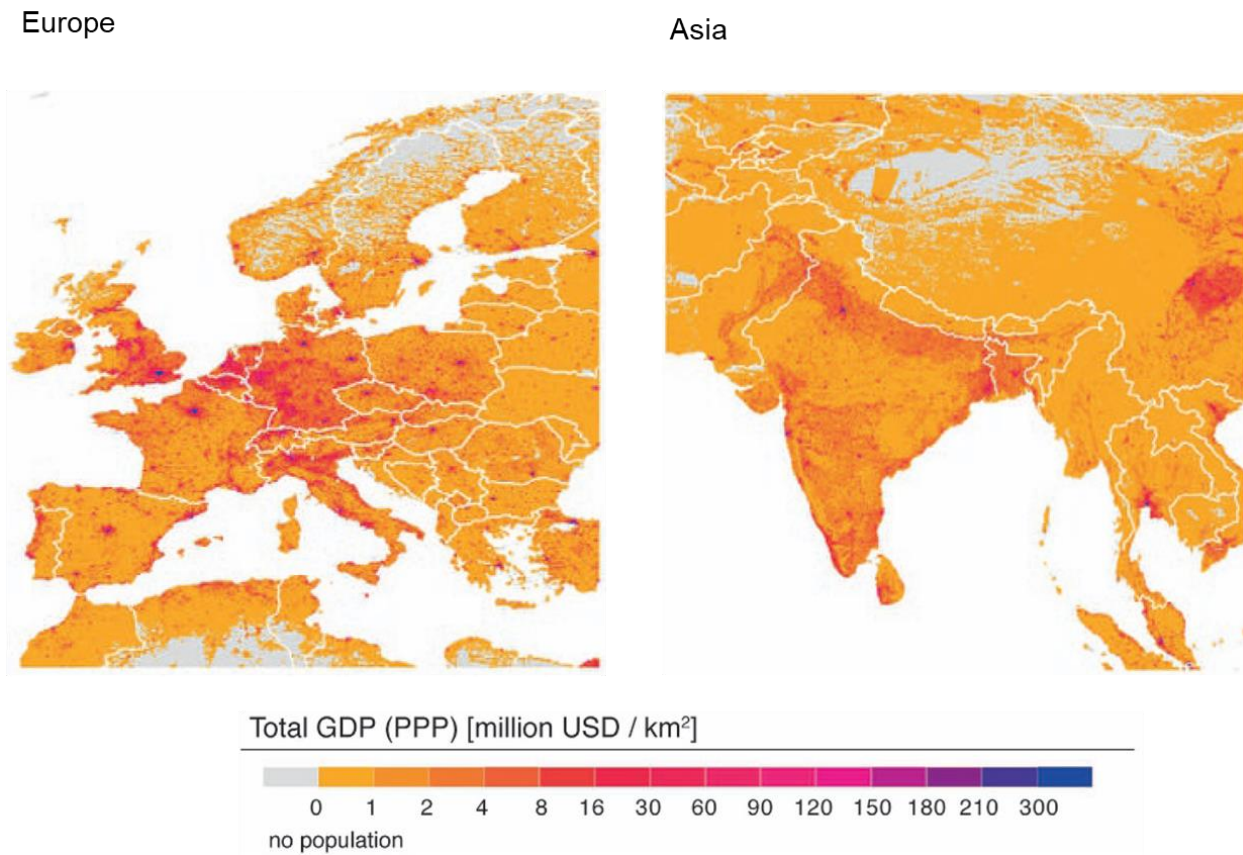 Europe
Asia
Total GDP (PPP) [million USD / km²]
0 1 2 4 8 16 30 60 90 120 150 180 210 300
no population